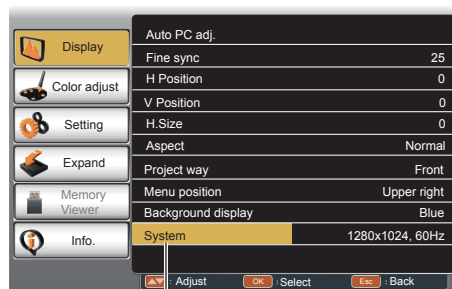 Display
Color adjust
Setting
Expand
Memory
Viewer
Info.
Auto PC adj.
Fine sync 25
H Position 0
V Position 0
H.Size 0
Aspect Normal
Project way Front
Menu position Upper right
Background display Blue
System 1280x1024, 60Hz
: Adjust OK : Select Esc : Back